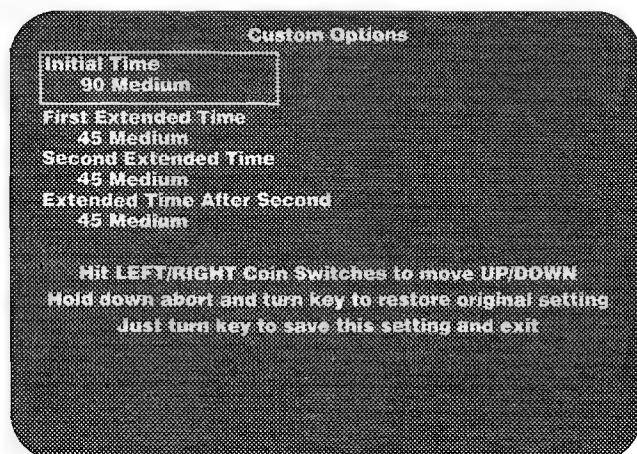 Custom Options
Initial Time
90 Medium
First Extended Time
45 Medium
Second Extended Time
45 Medium
Extended Time After Second
45 Medium
Hit LEFT/RIGHT Coin Switches to move UP/DOWN
Hold down abort and turn key to restore original setting
Just turn key to save this setting and exit